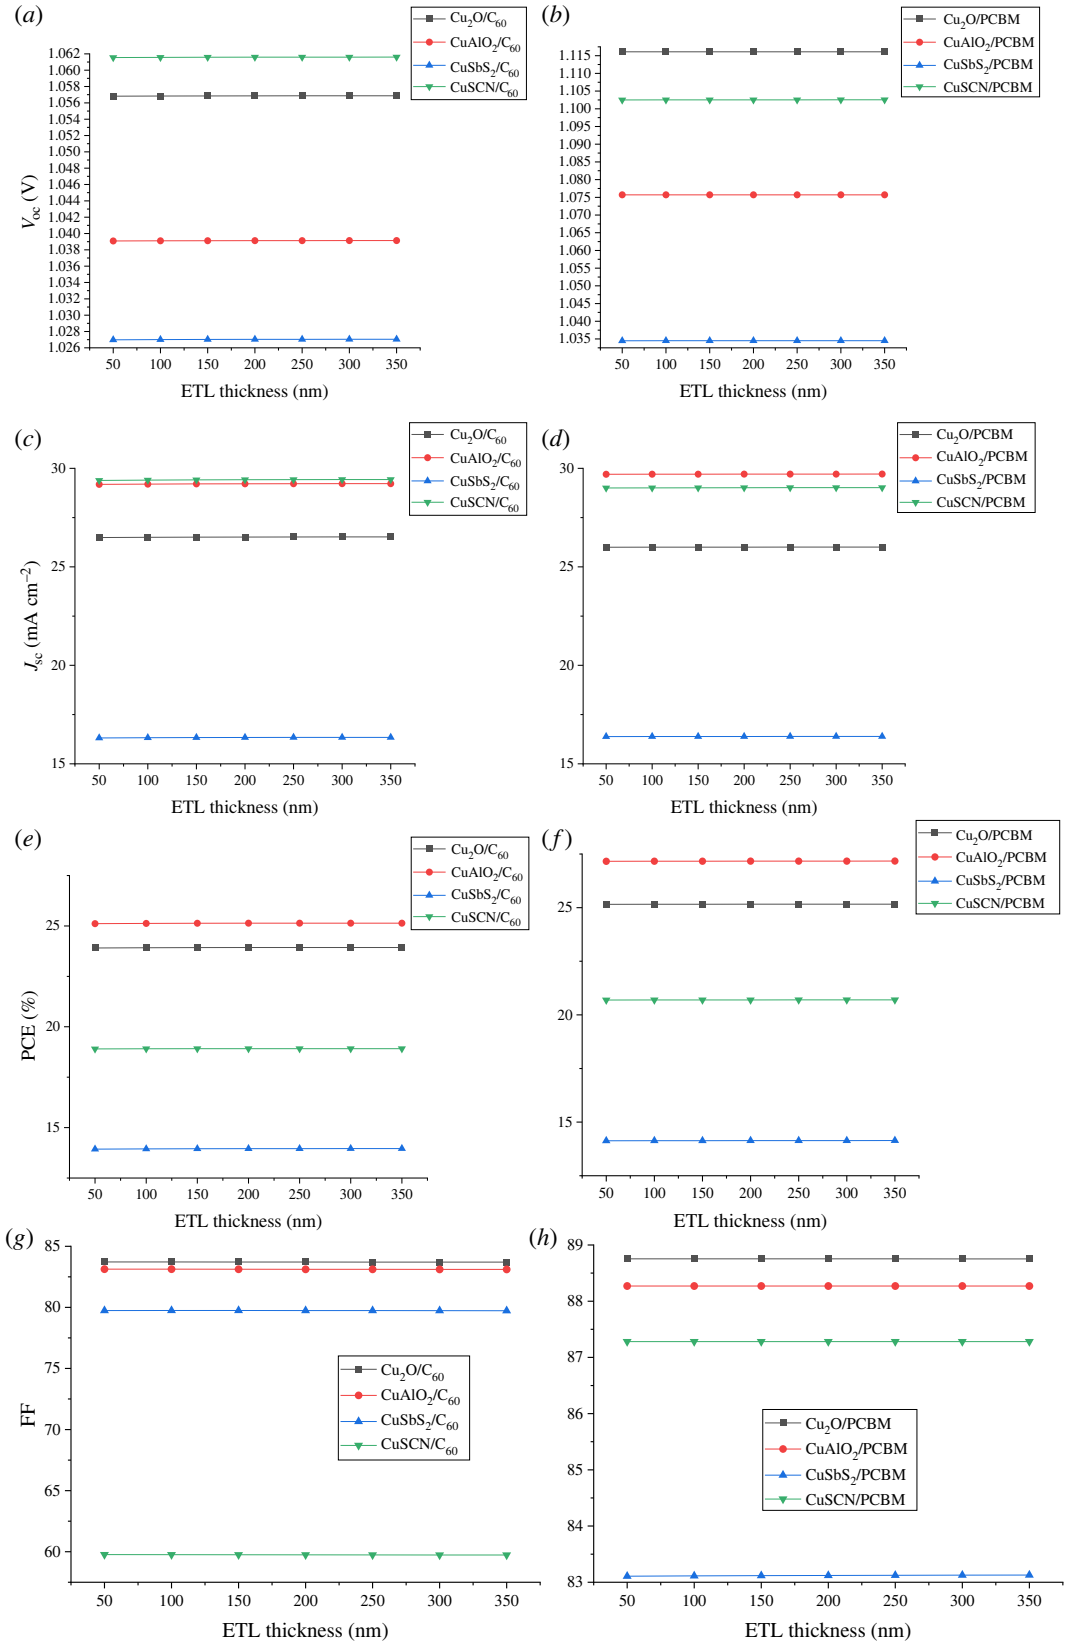 (a)
Cu₂O/C₆₀
CuAlO₂/C₆₀
CuSbS₂/C₆₀
CuSCN/C₆₀
1.062
1.060
1.058
1.056
1.054
1.052
1.050
1.048
1.046
1.044
1.042
1.040
1.038
1.036
1.034
1.032
1.030
1.028
1.026
V_oc (V)
50 100 150 200 250 300 350
ETL thickness (nm)
(b)
Cu₂O/PCBM
CuAlO₂/PCBM
CuSbS₂/PCBM
CuSCN/PCBM
1.115
1.110
1.105
1.100
1.095
1.090
1.085
1.080
1.075
1.070
1.065
1.060
1.055
1.050
1.045
1.040
1.035
50 100 150 200 250 300 350
ETL thickness (nm)
(c)
Cu₂O/C₆₀
CuAlO₂/C₆₀
CuSbS₂/C₆₀
CuSCN/C₆₀
30
25
20
15
J_sc (mA cm⁻²)
50 100 150 200 250 300 350
ETL thickness (nm)
(d)
Cu₂O/PCBM
CuAlO₂/PCBM
CuSbS₂/PCBM
CuSCN/PCBM
30
25
20
15
50 100 150 200 250 300 350
ETL thickness (nm)
(e)
Cu₂O/C₆₀
CuAlO₂/C₆₀
CuSbS₂/C₆₀
CuSCN/C₆₀
25
20
15
PCE (%)
50 100 150 200 250 300 350
ETL thickness (nm)
(f)
Cu₂O/PCBM
CuAlO₂/PCBM
CuSbS₂/PCBM
CuSCN/PCBM
25
20
15
50 100 150 200 250 300 350
ETL thickness (nm)
(g)
85
80
75
70
65
60
FF
Cu₂O/C₆₀
CuAlO₂/C₆₀
CuSbS₂/C₆₀
CuSCN/C₆₀
50 100 150 200 250 300 350
ETL thickness (nm)
(h)
89
88
87
86
85
84
83
Cu₂O/PCBM
CuAlO₂/PCBM
CuSbS₂/PCBM
CuSCN/PCBM
50 100 150 200 250 300 350
ETL thickness (nm)